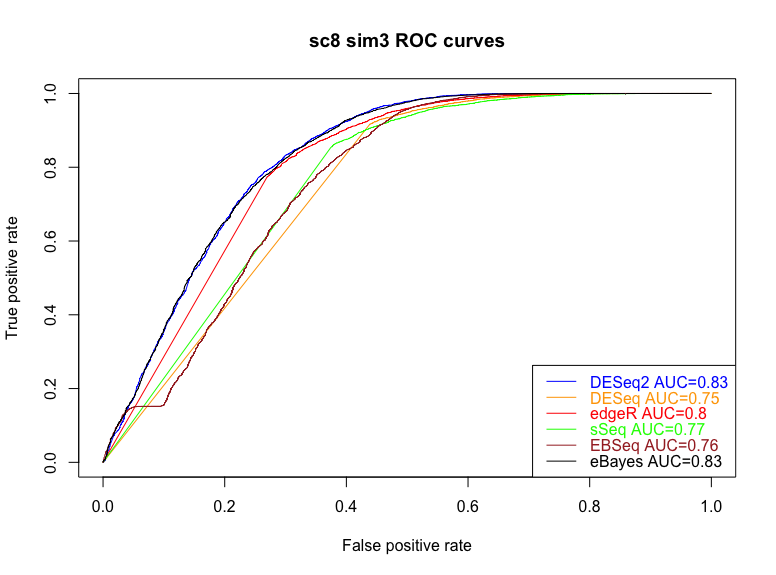 sc8 sim3 ROC curves
True positive rate
1.0
0.8
0.6
0.4
0.2
0.0
DESeq2 AUC=0.83
DESeq AUC=0.75
edgeR AUC=0.8
sSeq AUC=0.77
EBSeq AUC=0.76
eBayes AUC=0.83
0.0 0.2 0.4 0.6 0.8 1.0
False positive rate